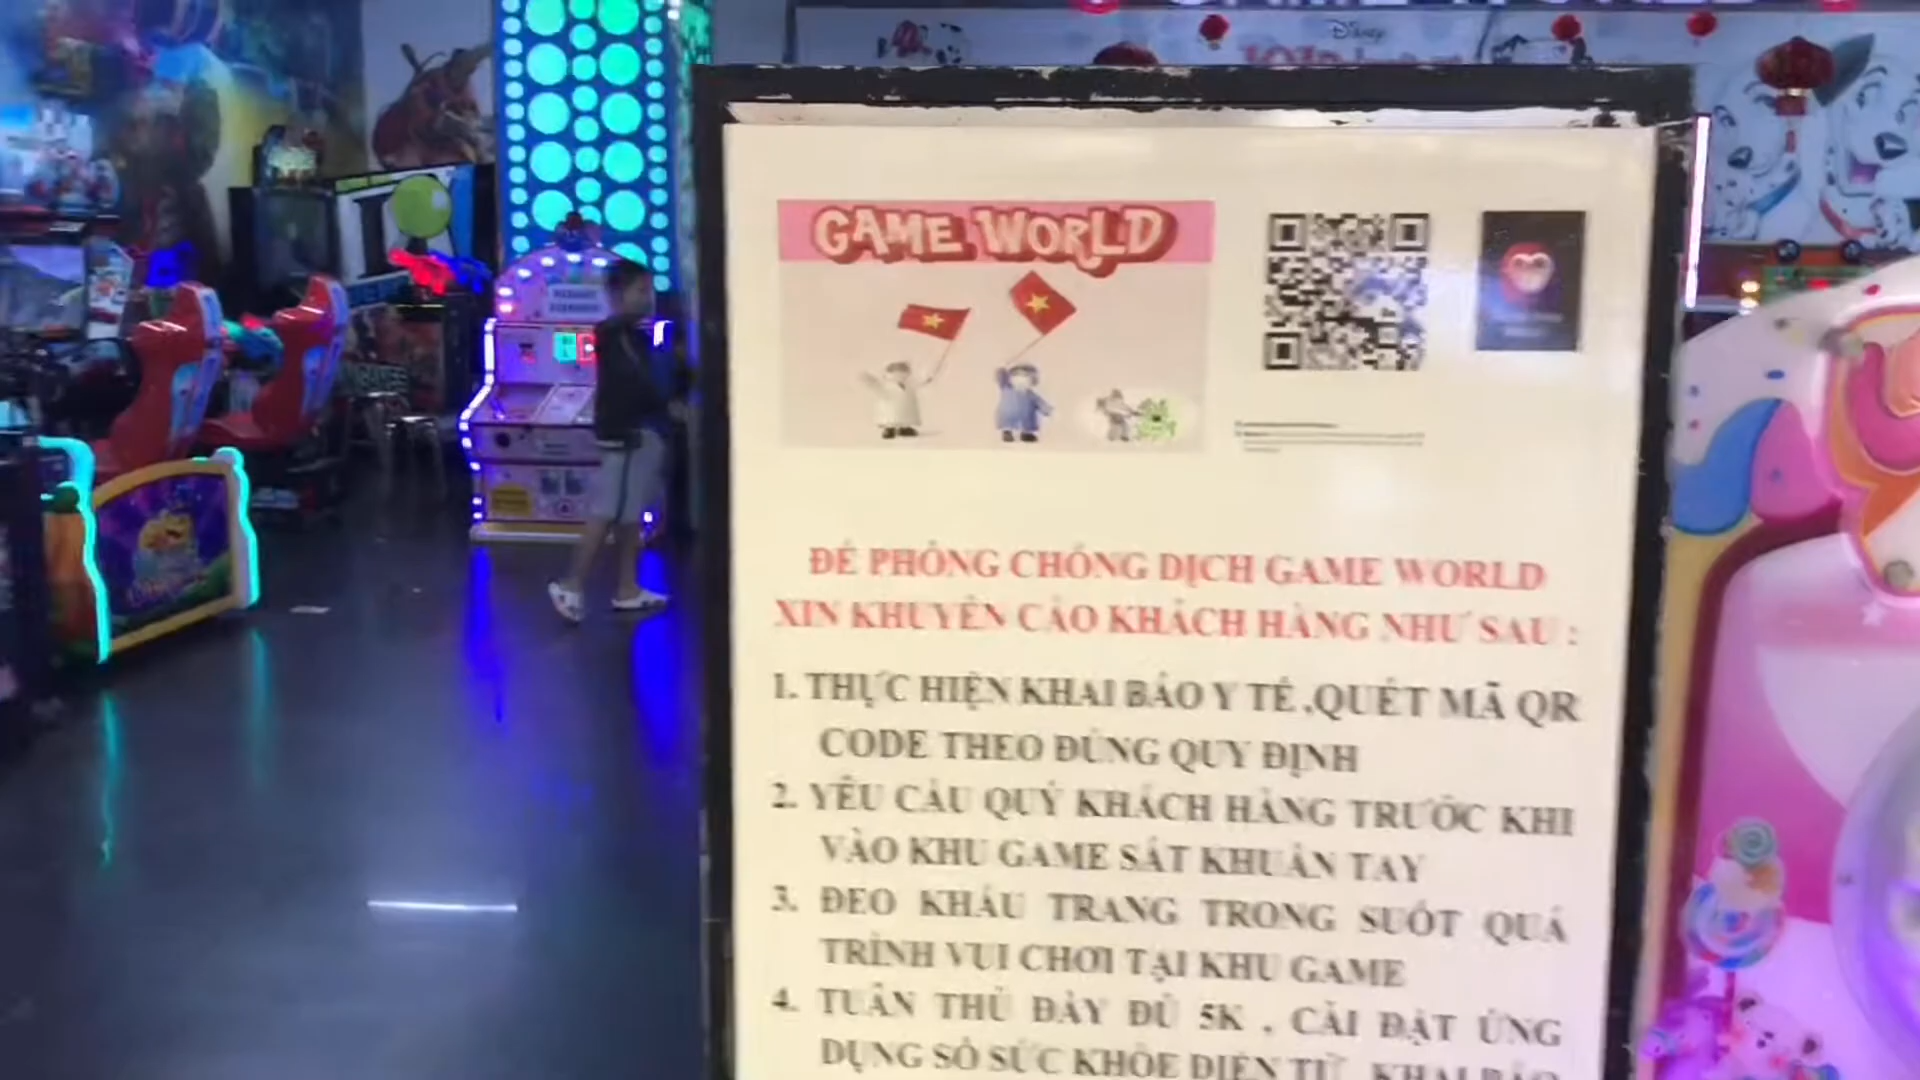 Disney
GAME WORLD
ĐỂ PHÒNG CHỐNG DỊCH GAME WORLD
XIN KHUYẾN CÁO KHÁCH HÀNG NHƯ SAU :
1. THỰC HIỆN KHAI BÁO Y TẾ ,QUÉT MÃ QR
CODE THEO ĐÚNG QUY ĐỊNH
2. YÊU CẦU QUÝ KHÁCH HÀNG TRƯỚC KHI
VÀO KHU GAME SÁT KHUẨN TAY
3. ĐEO KHẨU TRANG TRONG SUỐT QUÁ
TRÌNH VUI CHƠI TẠI KHU GAME
4. TUÂN THỦ ĐẦY ĐỦ 5K , CÀI ĐẶT ỨNG
DỤNG SỔ SỨC KHỎE ĐIỆN TỬ KHAI BÁO